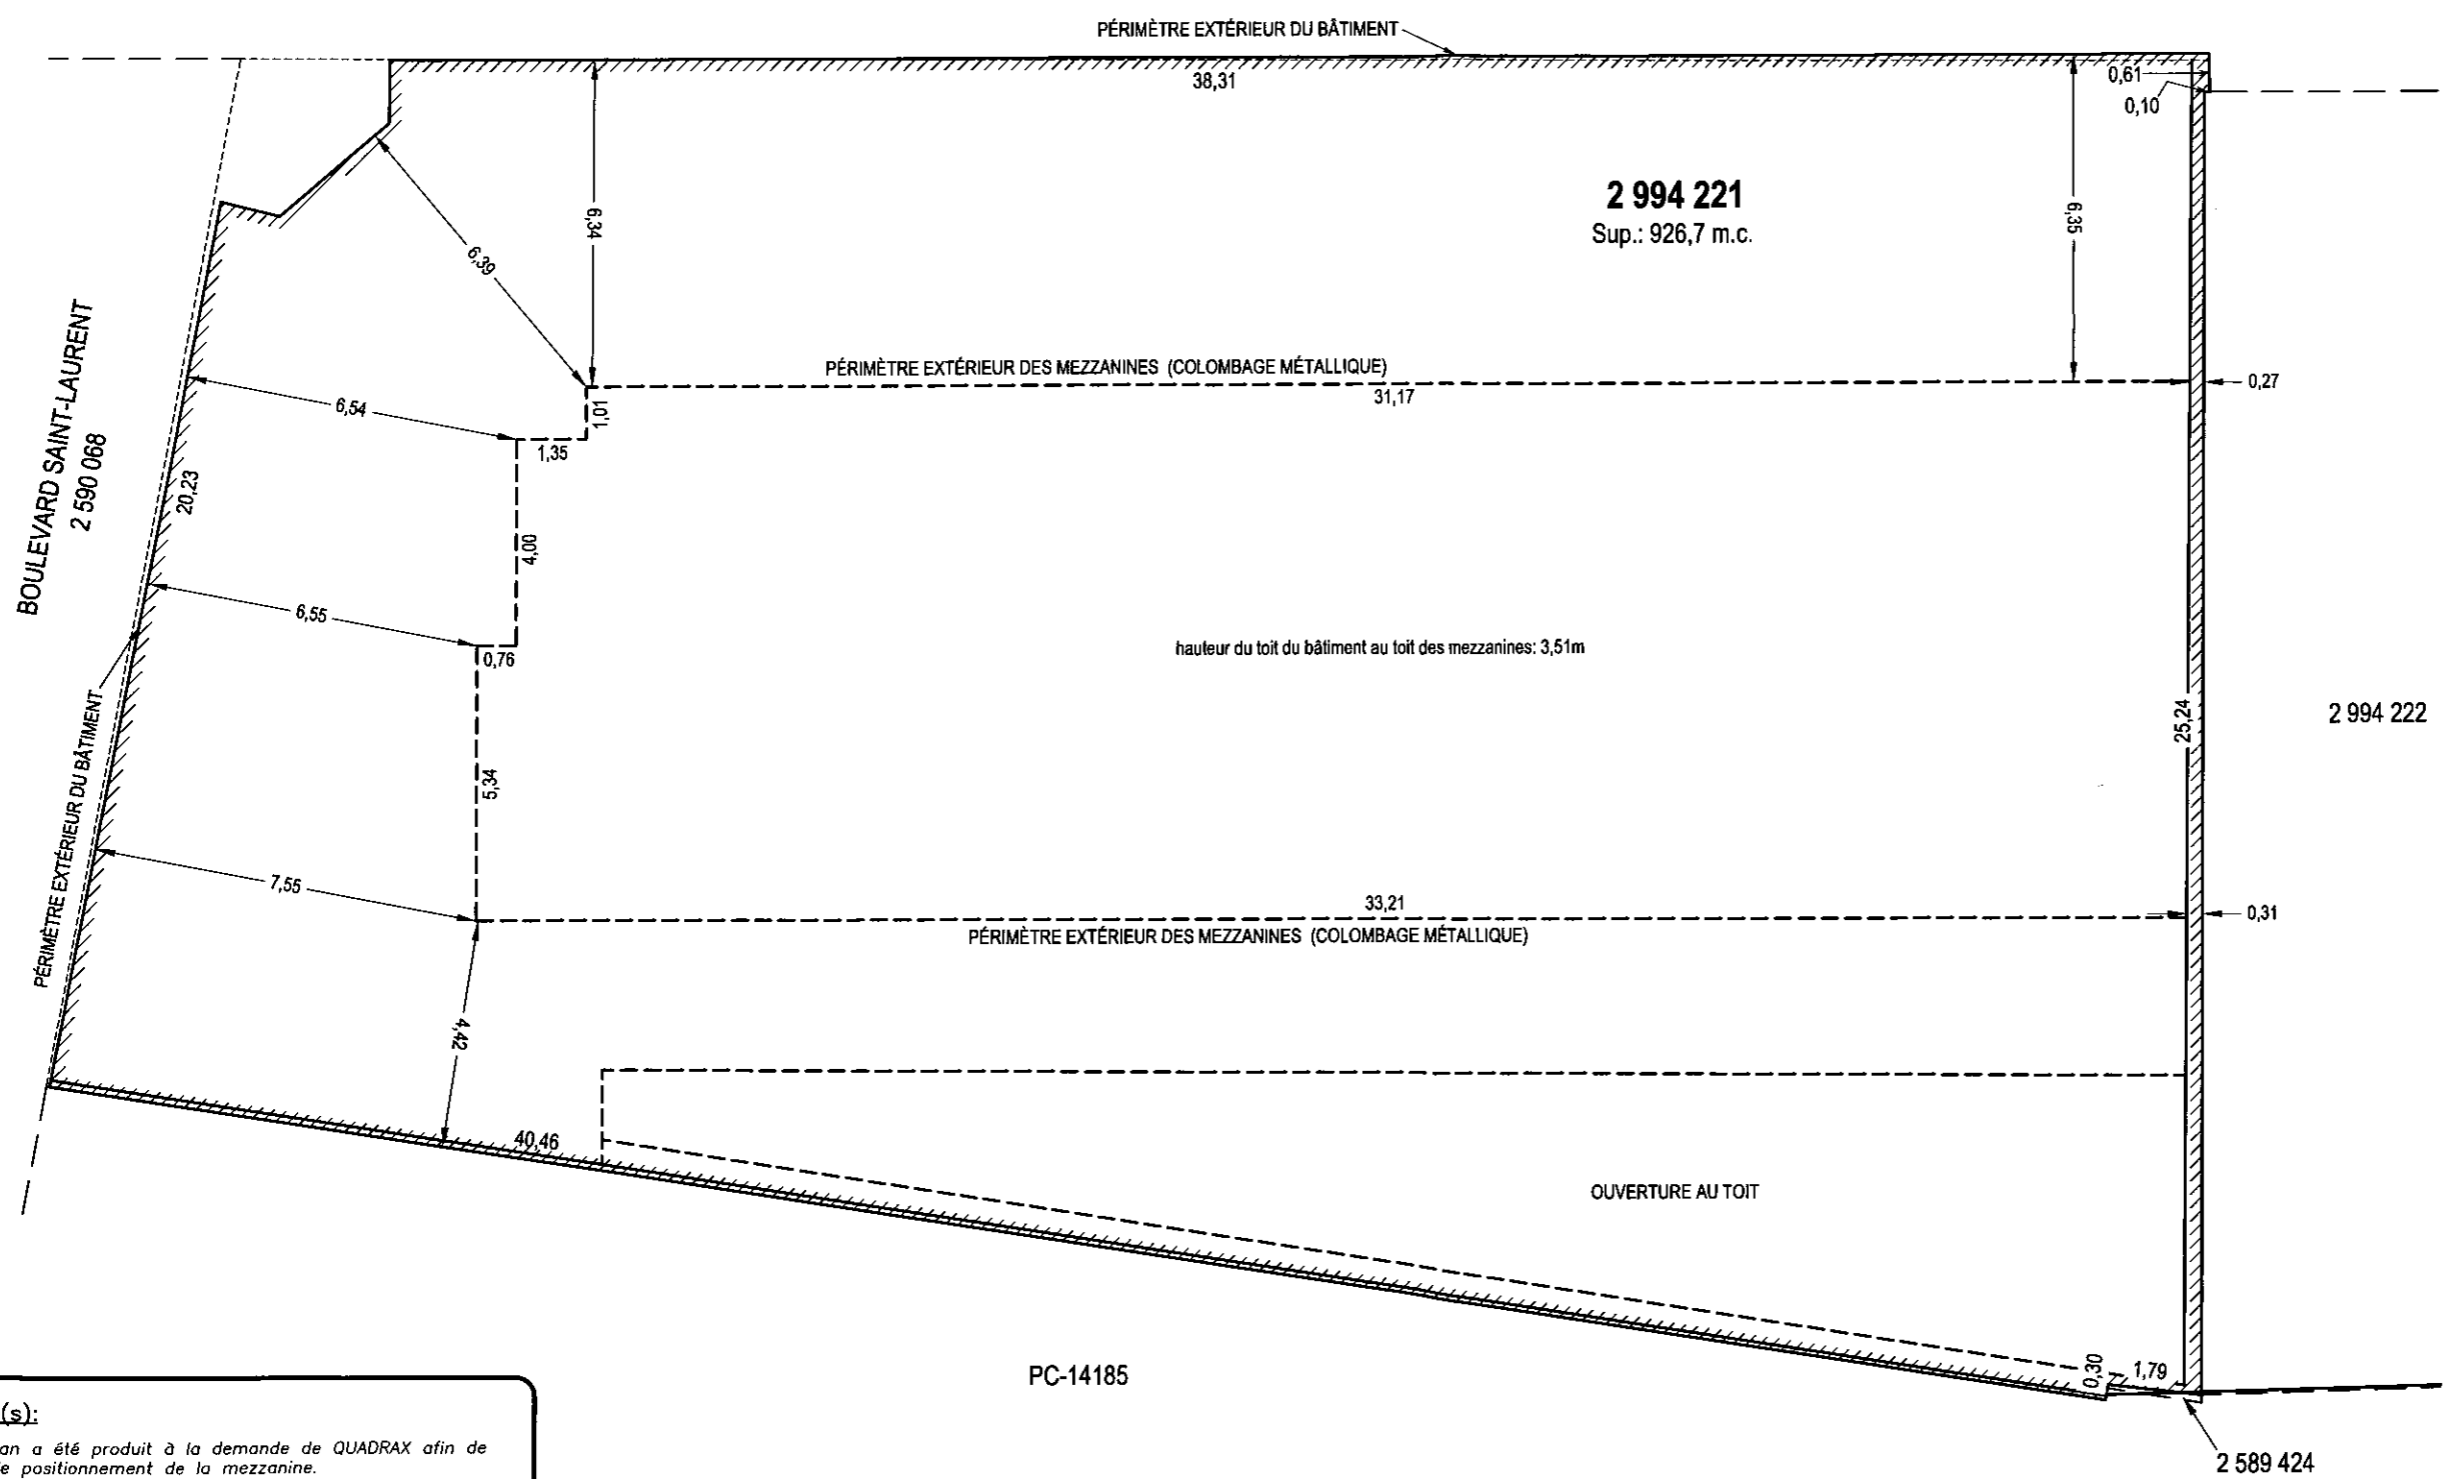 PÉRIMÈTRE EXTÉRIEUR DU BÂTIMENT
38,31
0,61
0,10
2 994 221
Sup.: 926,7 m.c.
6,34
6,35
6,39
BOULEVARD SAINT-LAURENT
2 590 068
PÉRIMÈTRE EXTÉRIEUR DES MEZZANINES (COLOMBAGE MÉTALLIQUE)
31,17
0,27
6,54
1,01
1,35
20,23
4,00
6,55
0,76
hauteur du toit du bâtiment au toit des mezzanines: 3,51m
25,24
2 994 222
PÉRIMÈTRE EXTÉRIEUR DU BÂTIMENT
5,34
7,55
33,21
0,31
PÉRIMÈTRE EXTÉRIEUR DES MEZZANINES (COLOMBAGE MÉTALLIQUE)
4,42
40,46
OUVERTURE AU TOIT
PC-14185
0,30
1,79
2 589 424
(s):
an a été produit à la demande de QUADRAX afin de
e positionnement de la mezzanine.